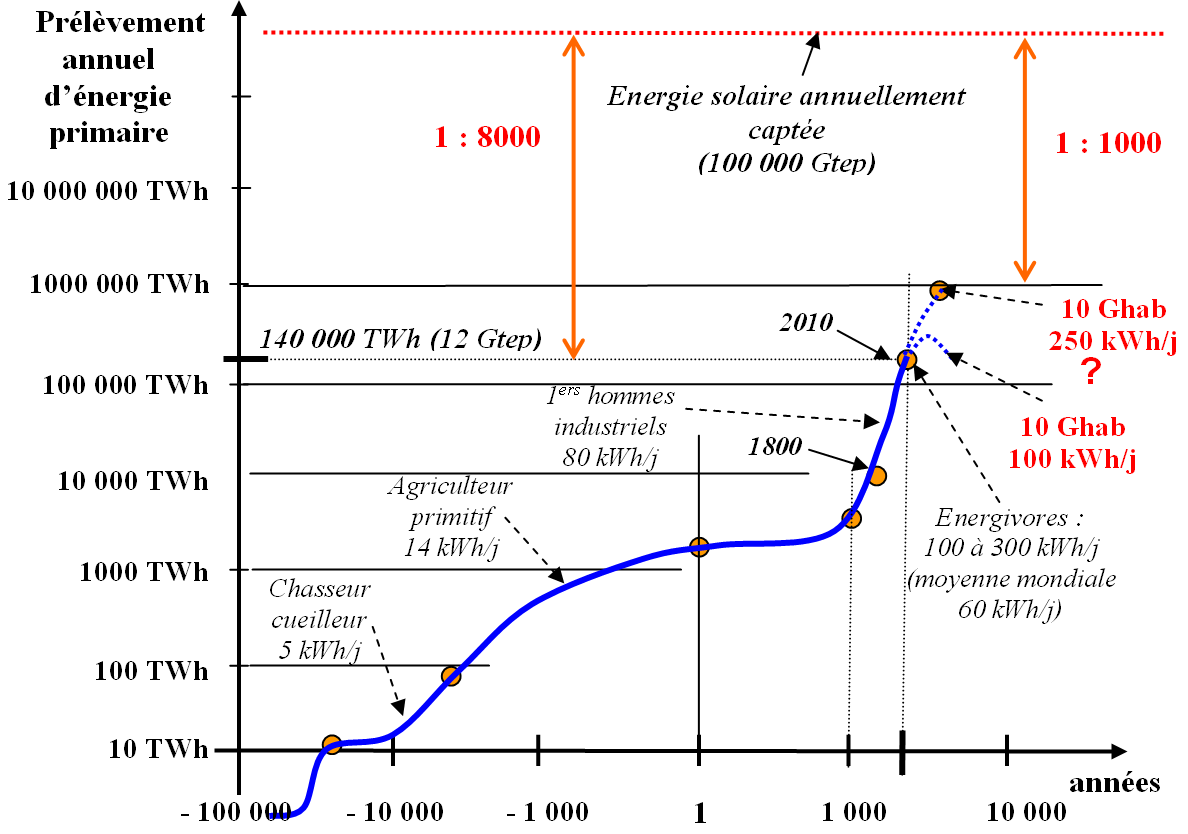 Prélèvement
annuel
d’énergie
primaire
Energie solaire annuellement
captée
(100 000 Gtep)
1 : 8000
1 : 1000
10 000 000 TWh
1000 000 TWh
10 Ghab
250 kWh/j
?
10 Ghab
100 kWh/j
2010
140 000 TWh (12 Gtep)
100 000 TWh
1ers hommes
industriels
80 kWh/j
1800
10 000 TWh
Agriculteur
primitif
14 kWh/j
Energivores :
100 à 300 kWh/j
(moyenne mondiale
60 kWh/j)
1000 TWh
Chasseur
cueilleur
5 kWh/j
100 TWh
10 TWh
années
- 100 000
- 10 000
- 1 000
1
1 000
10 000